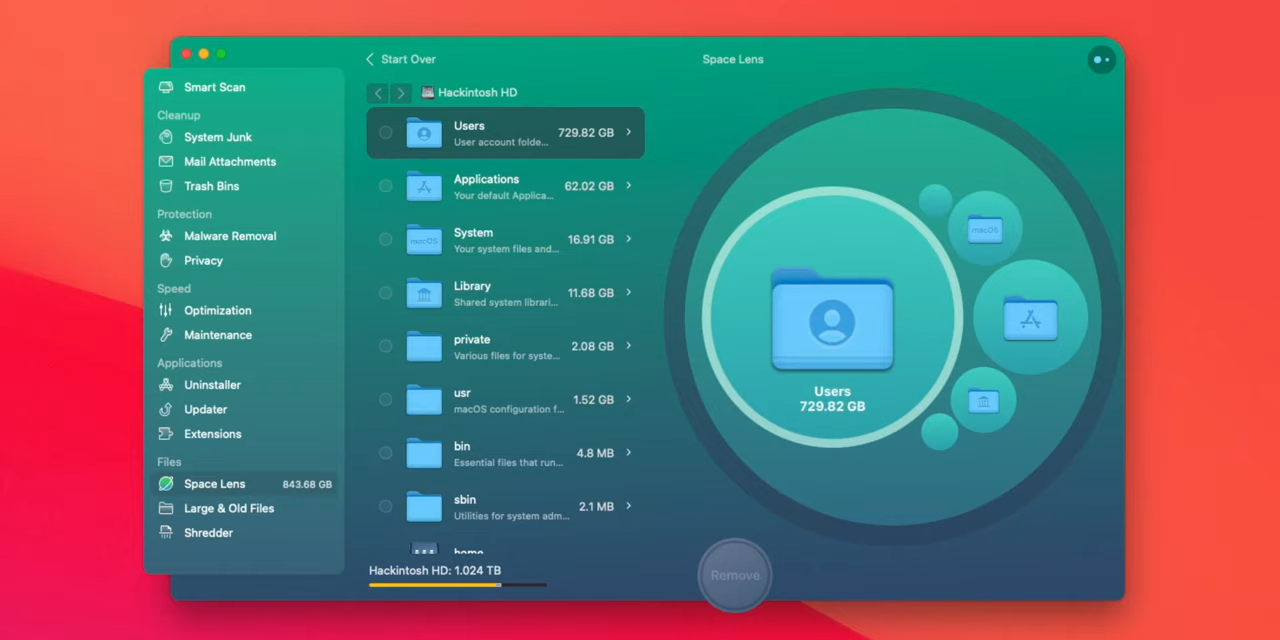 Smart Scan
Cleanup
System Junk
Mail Attachments
Trash Bins
Protection
Malware Removal
Privacy
Speed
Optimization
Maintenance
Applications
Uninstaller
Updater
Extensions
Files
Space Lens 843.68 GB
Large & Old Files
Shredder
Start Over
Space Lens
Hackintosh HD
Users
User account folde...
729.82 GB
Applications
Your default Applica...
62.02 GB
System
Your system files and...
16.91 GB
Library
Shared system librari...
11.68 GB
private
Various files for syste...
2.08 GB
usr
macOS configuration f...
1.52 GB
bin
Essential files that run...
4.8 MB
sbin
Utilities for system adm...
2.1 MB
home
Hackintosh HD: 1.024 TB
macOS
macOS
Users
729.82 GB
Remove